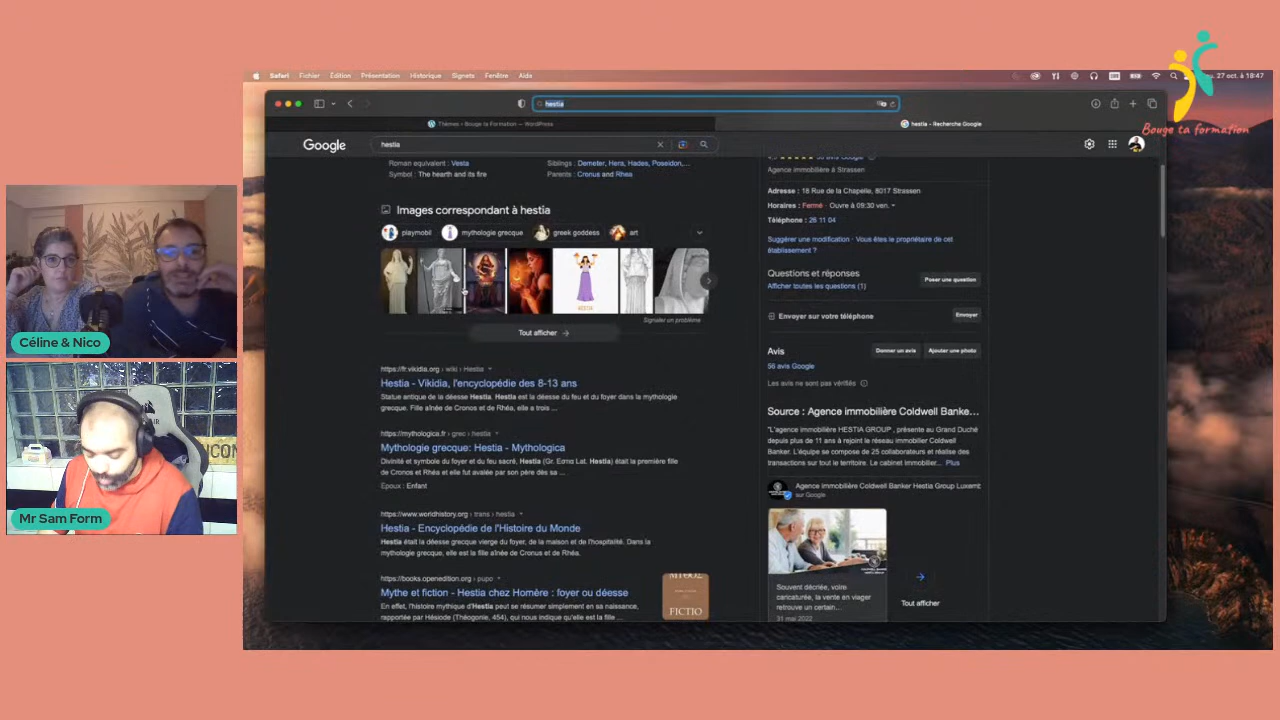 Safari Fichier Édition Présentation Historique Signets Fenêtre Aide
27 oct. à 18:47
hestia
Bouge ta formation
Thèmes ‹ Bouge ta Formation — WordPress
hestia - Recherche Google
Google
hestia
Roman equivalent : Vesta
Siblings : Demeter, Hera, Hades, Poseidon,...
Symbol : The hearth and its fire
Parents : Cronus and Rhea
Images correspondant à hestia
playmobil
mythologie grecque
greek goddess
art
HESTIA
Signaler un problème
Tout afficher
https://fr.vikidia.org › wiki › Hestia
Hestia - Vikidia, l'encyclopédie des 8-13 ans
Statue antique de la déesse Hestia. Hestia est la déesse du feu et du foyer dans la mythologie
grecque. Fille aînée de Cronos et de Rhéa, elle a trois ...
https://mythologica.fr › grec › hestia
Mythologie grecque: Hestia - Mythologica
Divinité et symbole du foyer et du feu sacré, Hestia (Gr. Εστια Lat. Hestia) était la première fille
de Cronos et Rhéa et elle fut avalée par son père dès sa ...
Epoux : Enfant
https://www.worldhistory.org › trans › hestia
Hestia - Encyclopédie de l'Histoire du Monde
Hestia était la déesse grecque vierge du foyer, de la maison et de l'hospitalité. Dans la
mythologie grecque, elle est la fille aînée de Cronus et de Rhéa.
https://books.openedition.org › pupo
Mythe et fiction - Hestia chez Homère : foyer ou déesse
En effet, l'histoire mythique d'Hestia peut se résumer simplement en sa naissance,
rapportée par Hésiode (Théogonie, 454), qui nous indique qu'elle est la fille ...
FICTIO
Agence immobilière à Strassen
Adresse : 18 Rue de la Chapelle, 8017 Strassen
Horaires : Fermé · Ouvre à 09:30 ven.
Téléphone : 26 11 04
Suggérer une modification · Vous êtes le propriétaire de cet
établissement ?
Questions et réponses
Poser une question
Afficher toutes les questions (1)
Envoyer sur votre téléphone
Envoyer
Avis
Donner un avis
Ajouter une photo
56 avis Google
Les avis ne sont pas vérifiés
Source : Agence immobilière Coldwell Banke...
"L'agence immobilière HESTIA GROUP , présente au Grand Duché
depuis plus de 11 ans à rejoint le réseau immobilier Coldwell
Banker. L'équipe se compose de 25 collaborateurs et réalise des
transactions sur tout le territoire. Le cabinet immobilier... Plus
Agence immobilière Coldwell Banker Hestia Group Luxemb
sur Google
Souvent décriée, voire
caricaturée, la vente en viager
retrouve un certain...
31 mai 2022
Tout afficher
Céline & Nico
Mr Sam Form